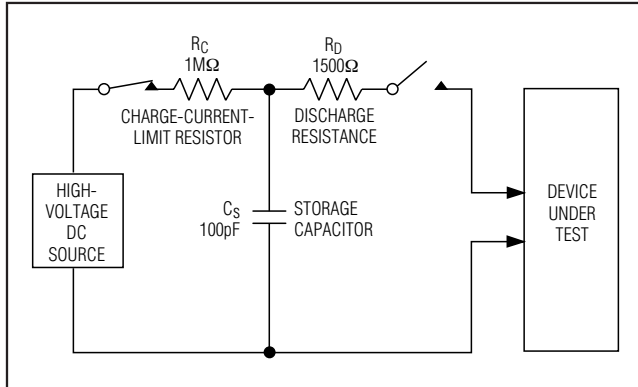 R_C
1MΩ
CHARGE-CURRENT-
LIMIT RESISTOR
R_D
1500Ω
DISCHARGE
RESISTANCE
HIGH-
VOLTAGE
DC
SOURCE
C_S
100pF
STORAGE
CAPACITOR
DEVICE
UNDER
TEST